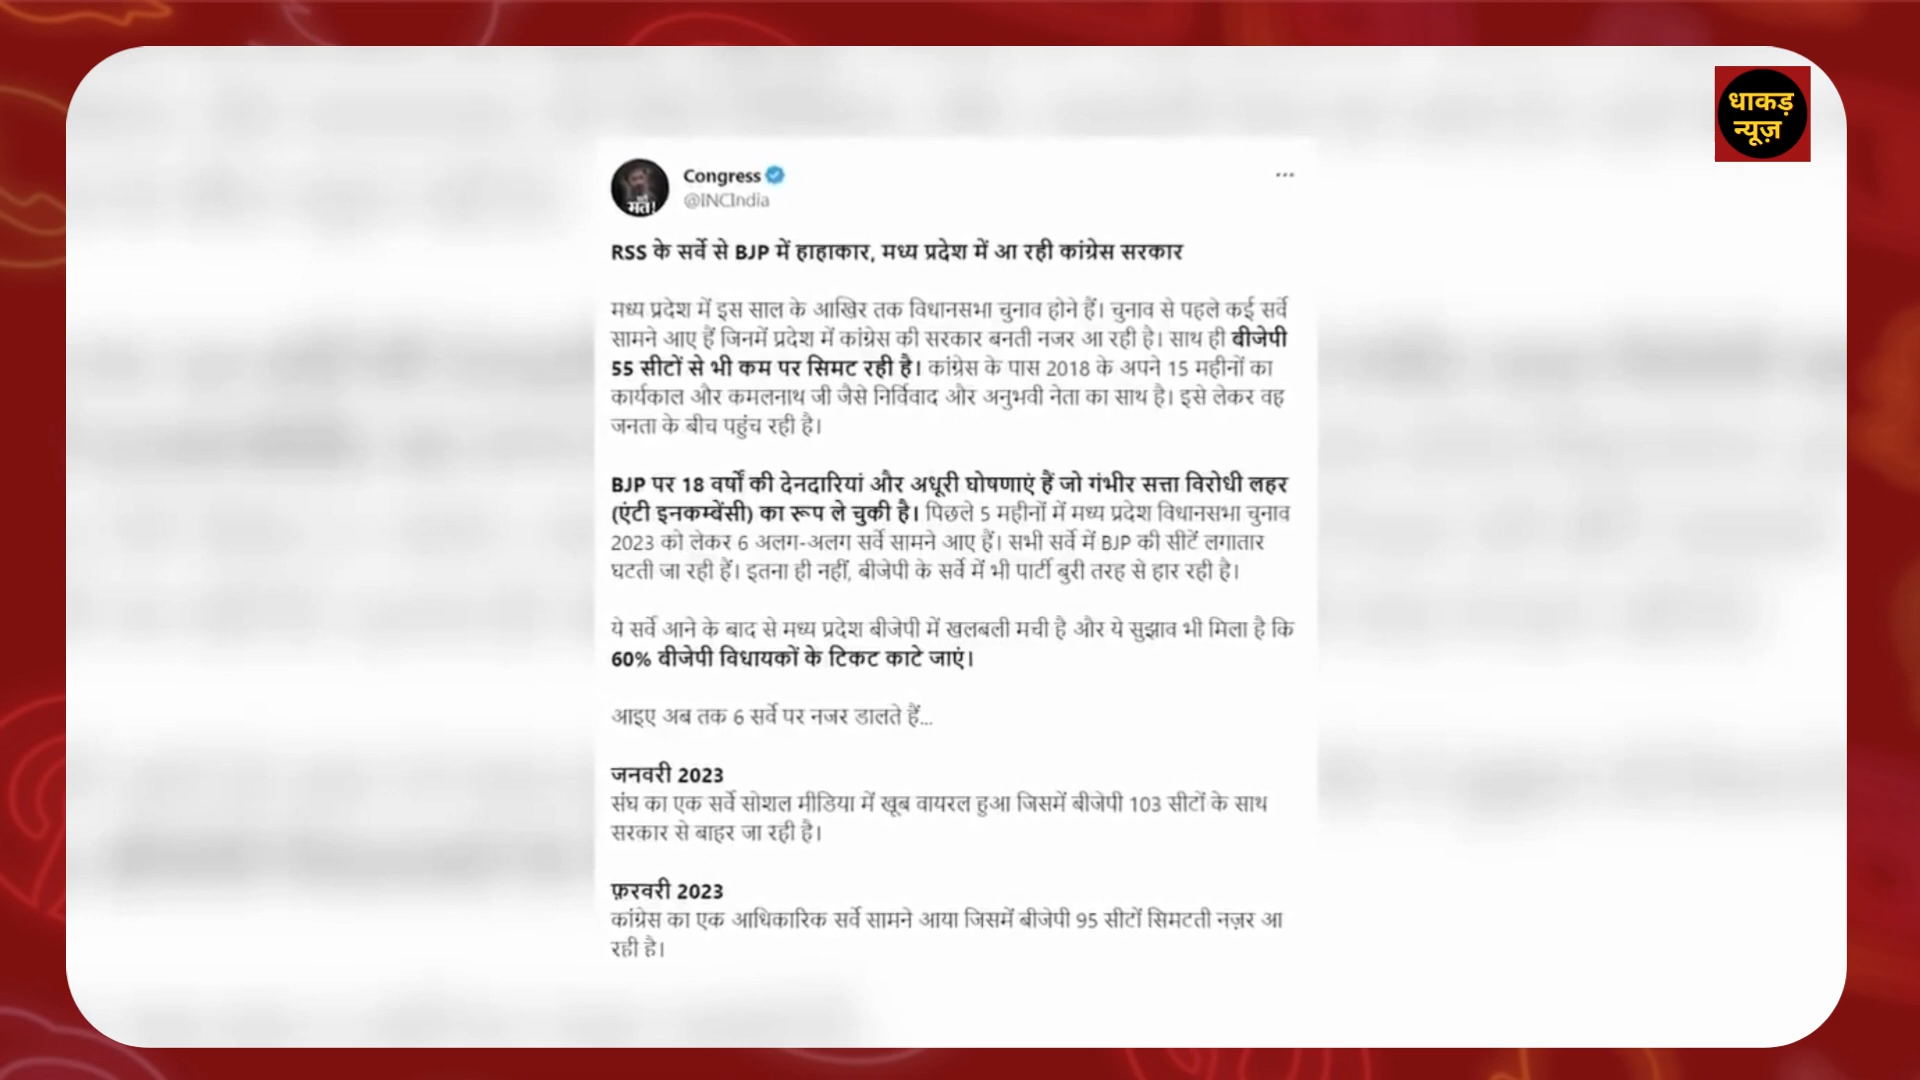 धाकड़
न्यूज़
Congress
@INCIndia
मत!
RSS के सर्वे से BJP में हाहाकार, मध्य प्रदेश में आ रही कांग्रेस सरकार
मध्य प्रदेश में इस साल के आखिर तक विधानसभा चुनाव होने हैं। चुनाव से पहले कई सर्वे
सामने आए हैं जिनमें प्रदेश में कांग्रेस की सरकार बनती नजर आ रही है। साथ ही बीजेपी
55 सीटों से भी कम पर सिमट रही है। कांग्रेस के पास 2018 के अपने 15 महीनों का
कार्यकाल और कमलनाथ जी जैसे निर्विवाद और अनुभवी नेता का साथ है। इसे लेकर वह
जनता के बीच पहुंच रही है।
BJP पर 18 वर्षों की देनदारियां और अधूरी घोषणाएं हैं जो गंभीर सत्ता विरोधी लहर
(एंटी इनकम्बेंसी) का रूप ले चुकी है। पिछले 5 महीनों में मध्य प्रदेश विधानसभा चुनाव
2023 को लेकर 6 अलग-अलग सर्वे सामने आए हैं। सभी सर्वे में BJP की सीटें लगातार
घटती जा रही हैं। इतना ही नहीं, बीजेपी के सर्वे में भी पार्टी बुरी तरह से हार रही है।
ये सर्वे आने के बाद से मध्य प्रदेश बीजेपी में खलबली मची है और ये सुझाव भी मिला है कि
60% बीजेपी विधायकों के टिकट काटे जाएं।
आइए अब तक 6 सर्वे पर नजर डालते हैं...
जनवरी 2023
संघ का एक सर्वे सोशल मीडिया में खूब वायरल हुआ जिसमें बीजेपी 103 सीटों के साथ
सरकार से बाहर जा रही है।
फ़रवरी 2023
कांग्रेस का एक आधिकारिक सर्वे सामने आया जिसमें बीजेपी 95 सीटों सिमटती नज़र आ
रही है।